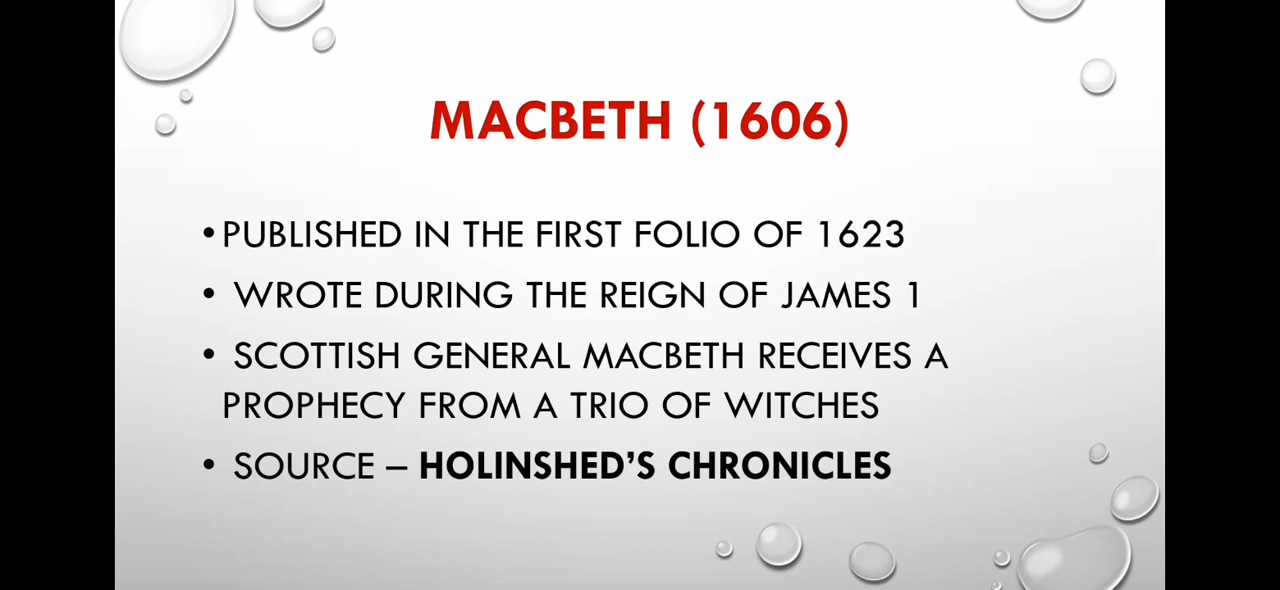 MACBETH (1606)
•PUBLISHED IN THE FIRST FOLIO OF 1623
• WROTE DURING THE REIGN OF JAMES 1
• SCOTTISH GENERAL MACBETH RECEIVES A
PROPHECY FROM A TRIO OF WITCHES
• SOURCE – HOLINSHED’S CHRONICLES